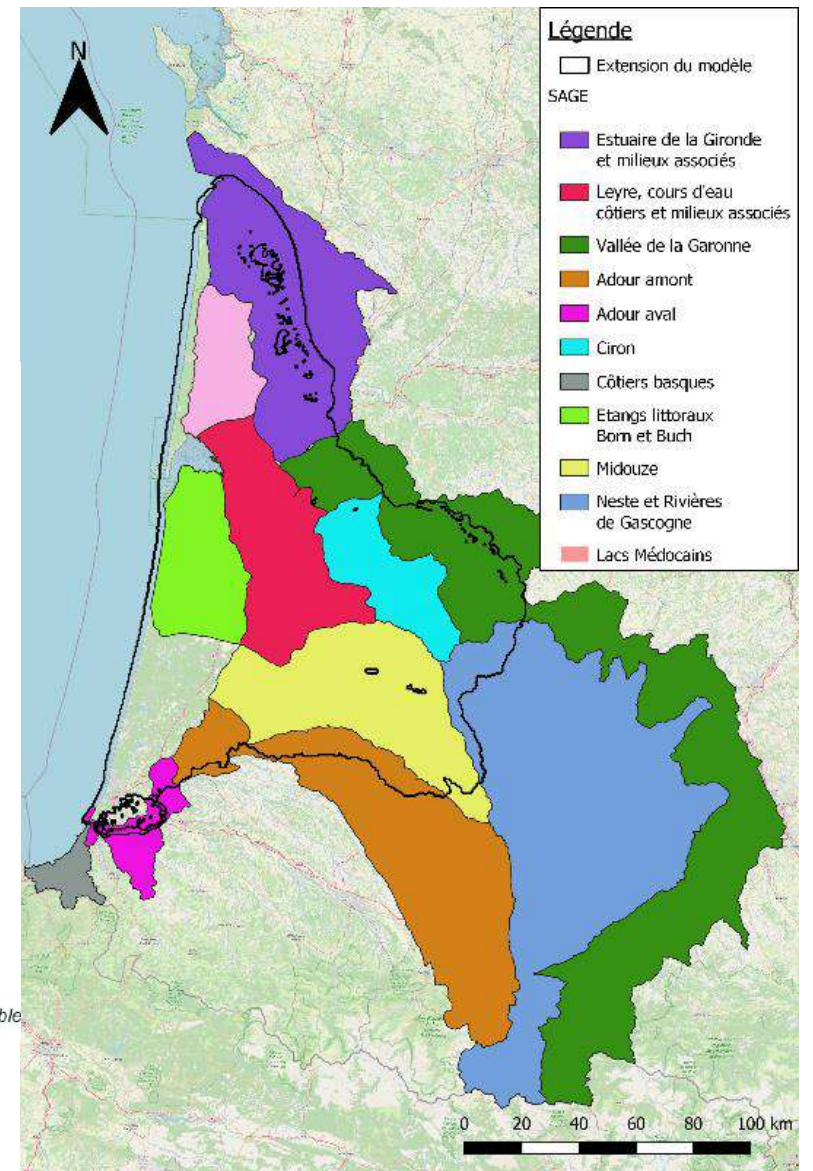 N
Légende
Extension du modèle
SAGE
Estuaire de la Gironde
et milieux associés
Leyre, cours d'eau
côtiers et milieux associés
Vallée de la Garonne
Adour amont
Adour aval
Ciron
Côtiers basques
Etangs littoraux
Born et Buch
Midouze
Neste et Rivières
de Gascogne
Lacs Médocains
ble
0 20 40 60 80 100 km